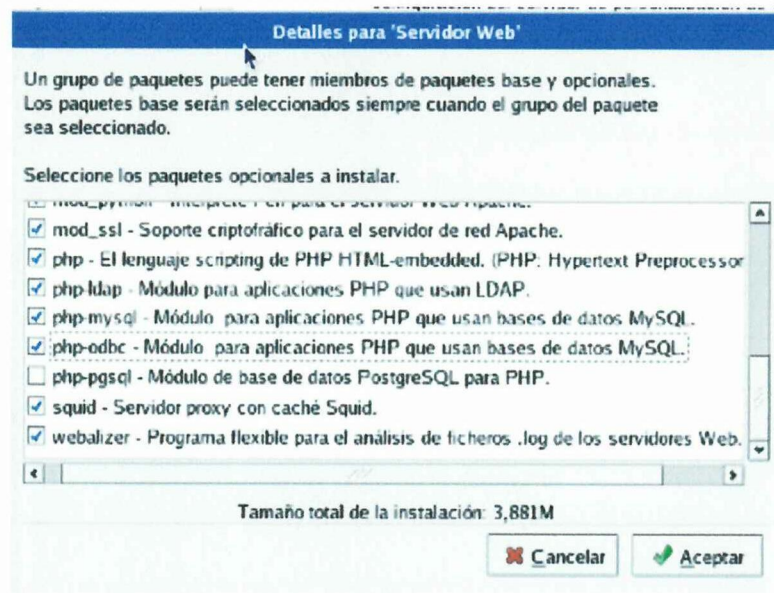 Detalles para 'Servidor Web'
Un grupo de paquetes puede tener miembros de paquetes base y opcionales.
Los paquetes base serán seleccionados siempre cuando el grupo del paquete
sea seleccionado.
Seleccione los paquetes opcionales a instalar.
para el servidor Web Apache.
mod_ssl - Soporte criptofráfico para el servidor de red Apache.
php - El lenguaje scripting de PHP HTML-embedded. (PHP: Hypertext Preprocessor
php-ldap - Módulo para aplicaciones PHP que usan LDAP.
php-mysql - Módulo para aplicaciones PHP que usan bases de datos MySQL.
php-odbc - Módulo para aplicaciones PHP que usan bases de datos MySQL.
php-pgsql - Módulo de base de datos PostgreSQL para PHP.
squid - Servidor proxy con caché Squid.
webalizer - Programa flexible para el análisis de ficheros .log de los servidores Web.
Tamaño total de la instalación: 3,881M
Cancelar Aceptar